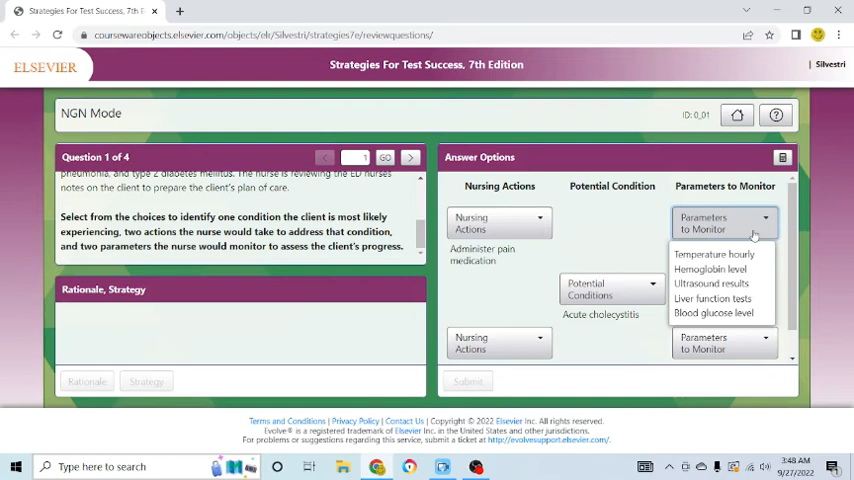 Strategies For Test Success, 7th E
coursewareobjects.elsevier.com/objects/elr/Silvestri/strategies7e/reviewquestions/
ELSEVIER
Strategies For Test Success, 7th Edition
Silvestri
NGN Mode
ID: 0_01
Question 1 of 4
1
GO
pneumonia, and type 2 diabetes mellitus. The nurse is reviewing the ED nurses
notes on the client to prepare the client's plan of care.
Select from the choices to identify one condition the client is most likely
experiencing, two actions the nurse would take to address that condition,
and two parameters the nurse would monitor to assess the client's progress.
Rationale, Strategy
Rationale
Strategy
Answer Options
Nursing Actions
Potential Condition
Parameters to Monitor
Nursing
Actions
Administer pain
medication
Parameters
to Monitor
Temperature hourly
Hemoglobin level
Ultrasound results
Liver function tests
Blood glucose level
Potential
Conditions
Acute cholecystitis
Nursing
Actions
Parameters
to Monitor
Submit
Terms and Conditions | Privacy Policy | Contact Us | Copyright © 2022 Elsevier Inc. All rights reserved.
Evolve® is a registered trademark of Elsevier Inc. in the United States and other jurisdictions.
For problems or suggestions regarding this service, submit a ticket at http://evolvesupport.elsevier.com/.
Type here to search
3:48 AM
9/27/2022